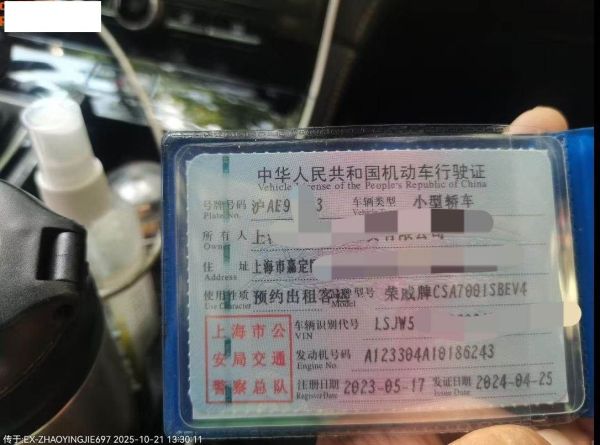 中华人民共和国机动车行驶证
Vehicle License of the People's Republic of China
号牌号码 沪AE9 3 车辆类型 小型轿车
Plate No. Vehicle
所有人 上 有限公司
Owner
住址 上海市嘉定
Address
使用性质 预约出租客运 品牌型号 荣威牌CSA7001SBEV4
Use Character Model
上海市公
安局交通
警察总队
车辆识别代号 LSJW5
VIN
发动机号码 A123304A10186243
Engine No.
注册日期 2023-05-17 发证日期 2024-04-25
Register Date Issue Date
传于:EX-ZHAOYINGJIE697 2025-10-21 13:30:11